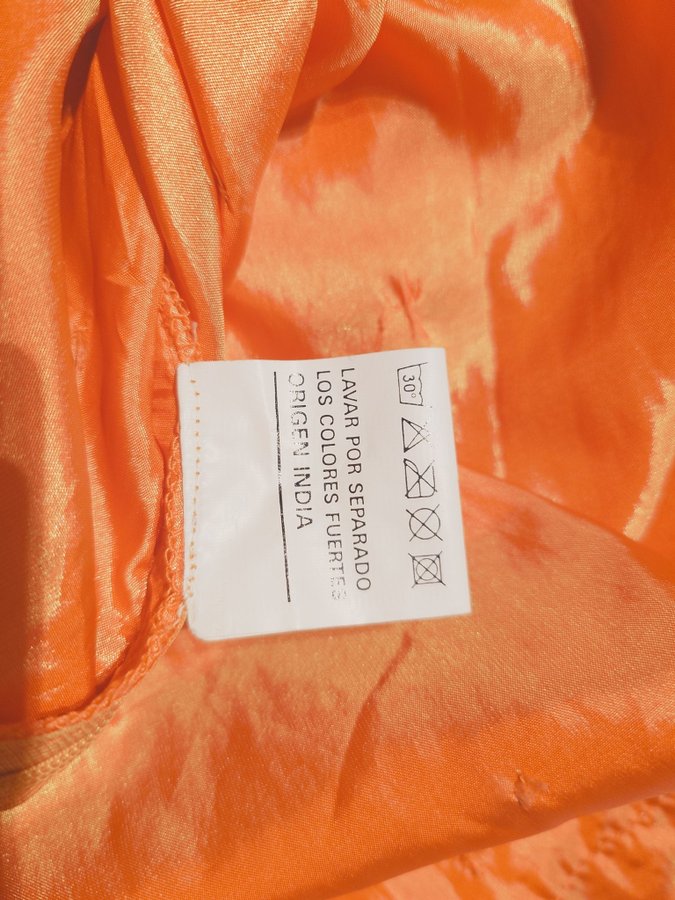 30°
LAVAR POR SEPARADO
LOS COLORES FUERTES
ORIGEN INDIA